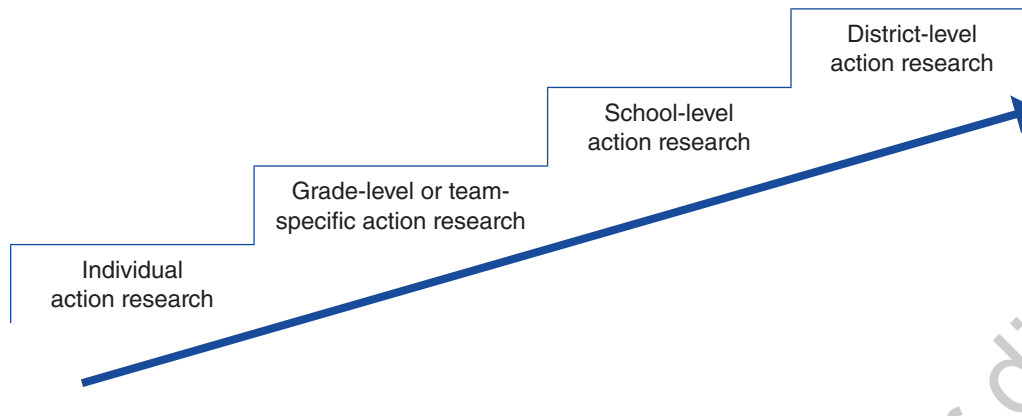 District-level
action research
School-level
action research
Grade-level or team-
specific action research
Individual
action research